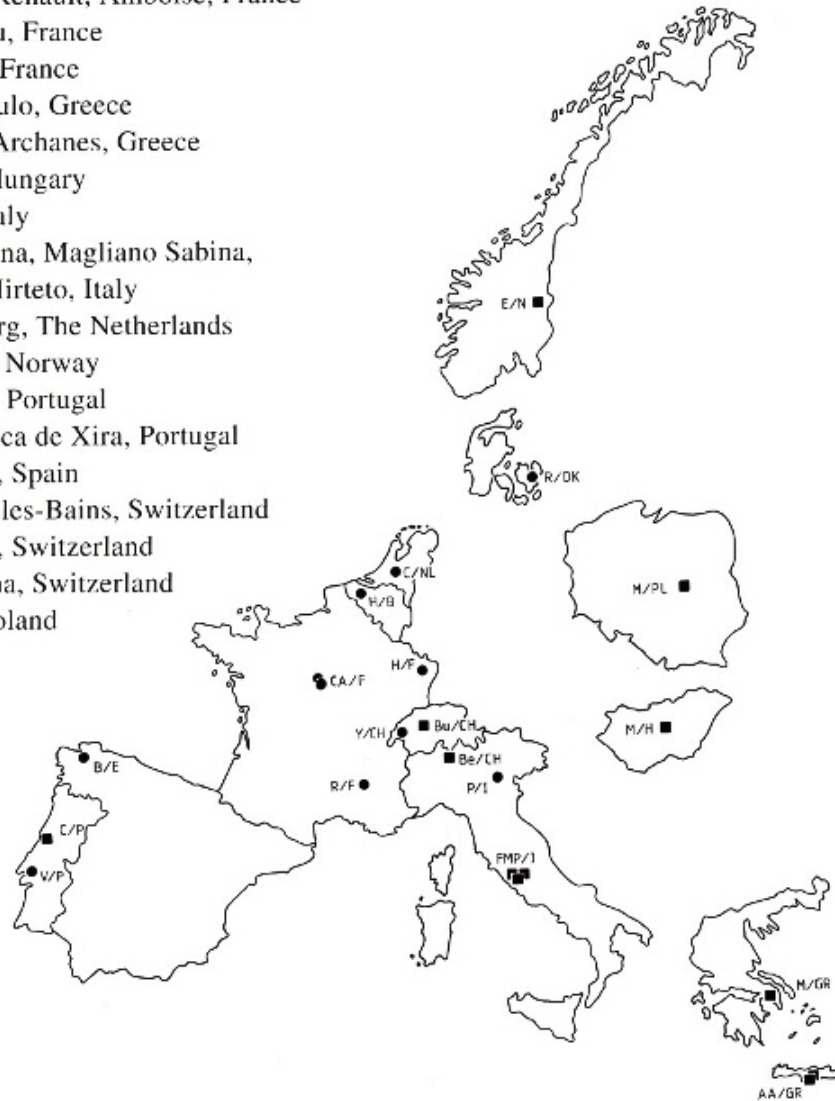 Renault, Amboise, France
u, France
France
ulo, Greece
Archanes, Greece
Hungary
aly
na, Magliano Sabina,
Mirteto, Italy
rg, The Netherlands
Norway
Portugal
ca de Xira, Portugal
, Spain
les-Bains, Switzerland
, Switzerland
na, Switzerland
oland
E/N
R/DK
C/NL
H/B
M/PL
H/F
CA/F
Bu/CH
Y/CH
M/H
Be/CH
B/E
R/F
P/I
C/P
V/P
FMP/I
M/GR
AA/GR